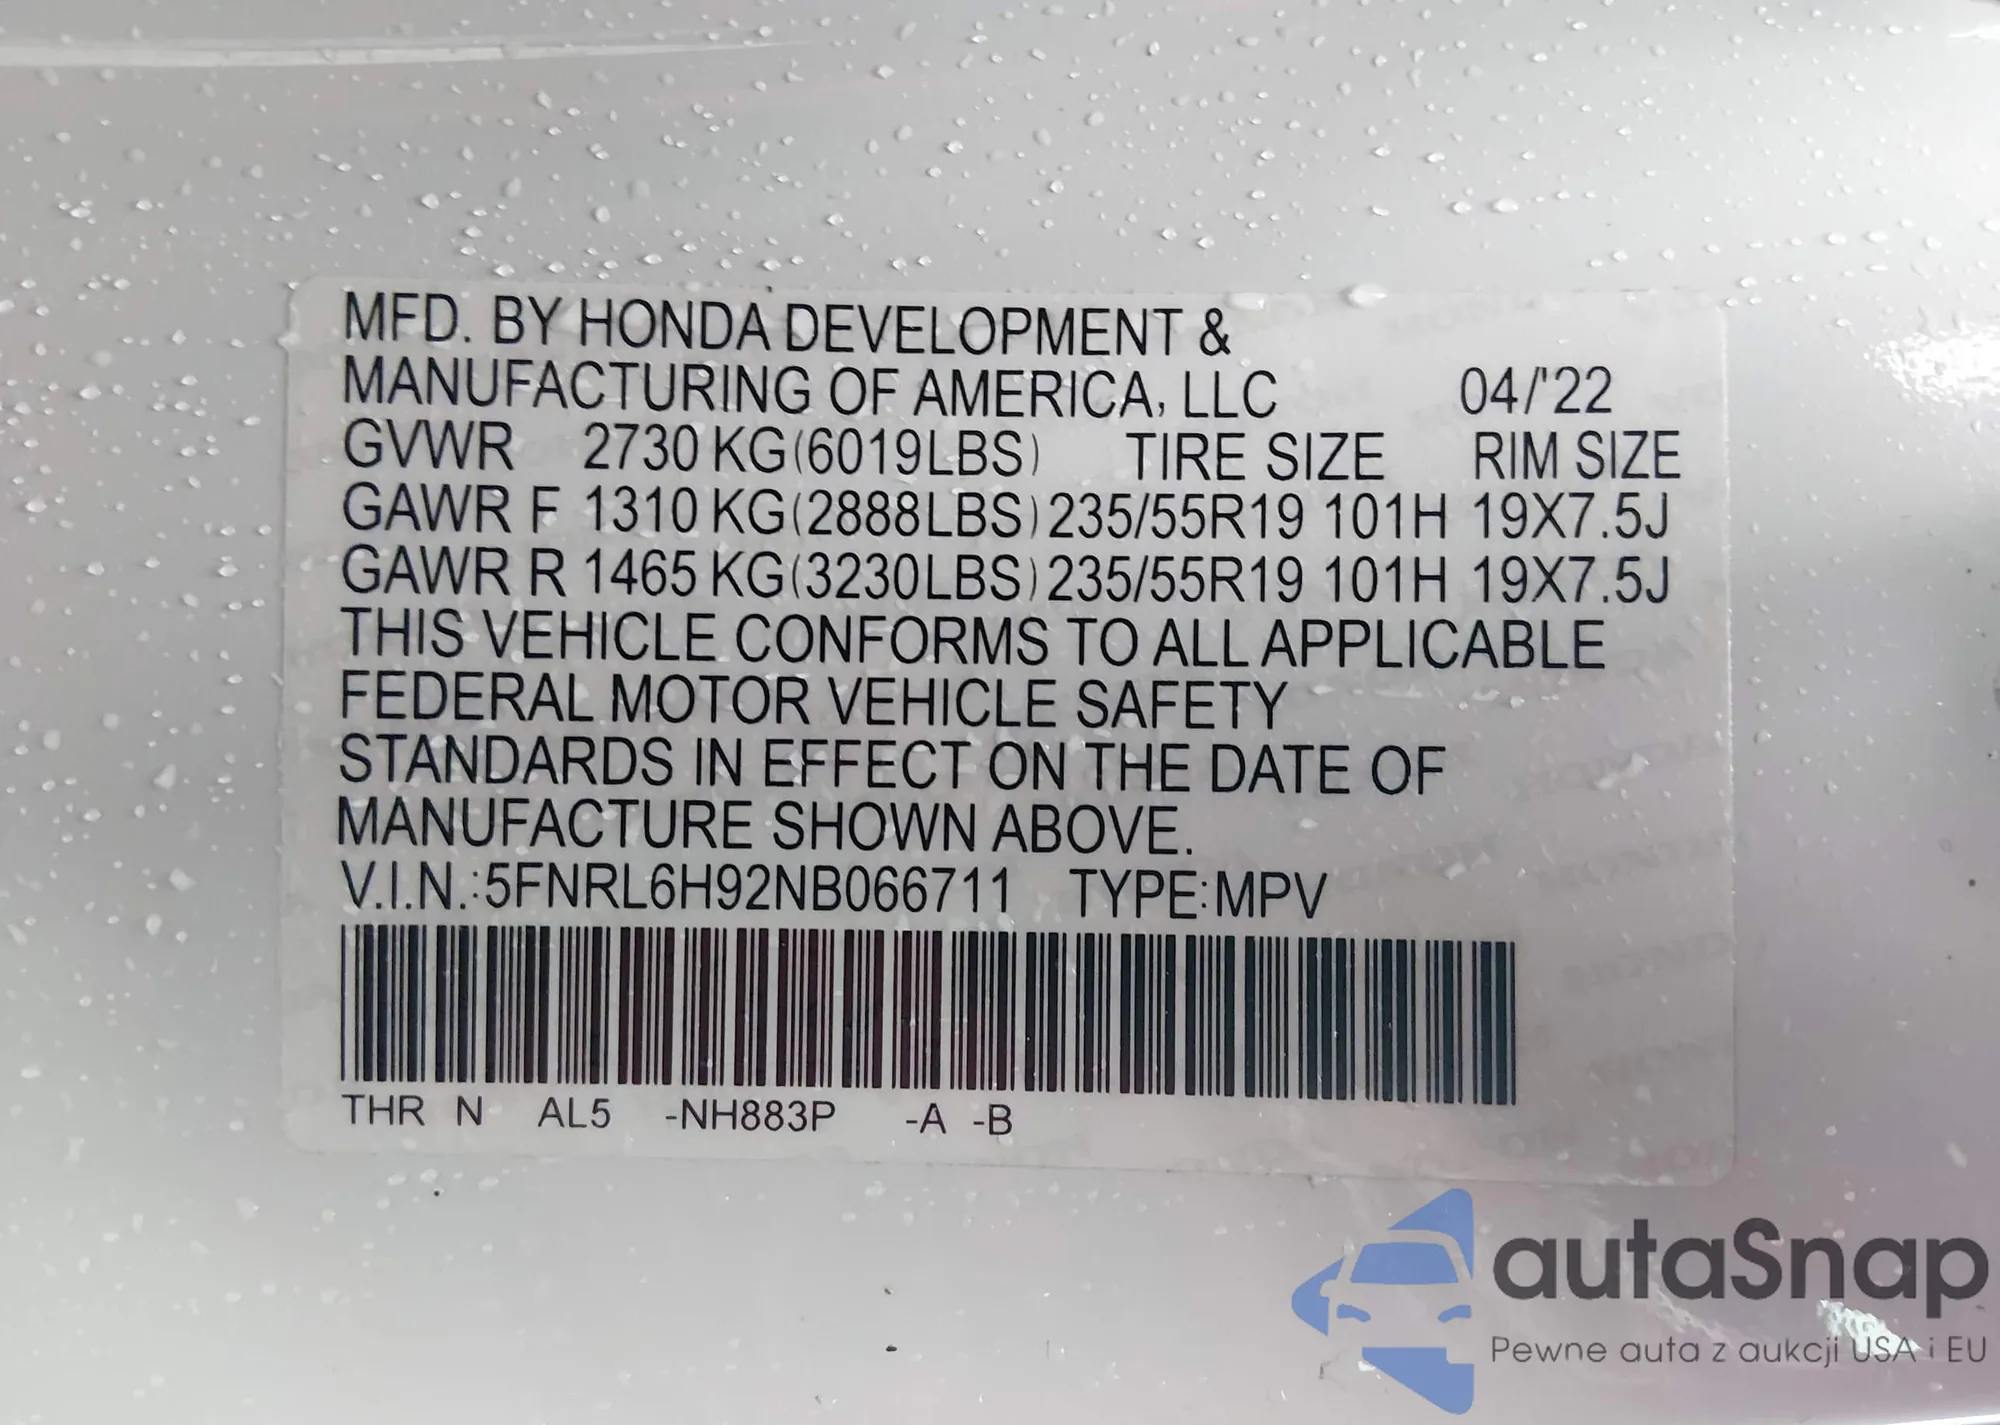 MFD. BY HONDA DEVELOPMENT &
MANUFACTURING OF AMERICA, LLC 04/'22
GVWR 2730 KG(6019LBS) TIRE SIZE RIM SIZE
GAWR F 1310 KG(2888LBS) 235/55R19 101H 19X7.5J
GAWR R 1465 KG(3230LBS) 235/55R19 101H 19X7.5J
THIS VEHICLE CONFORMS TO ALL APPLICABLE
FEDERAL MOTOR VEHICLE SAFETY
STANDARDS IN EFFECT ON THE DATE OF
MANUFACTURE SHOWN ABOVE.
V.I.N.:5FNRL6H92NB066711 TYPE:MPV
THR N AL5 -NH883P -A -B
autaSnap
Pewne auta z aukcji USA i EU